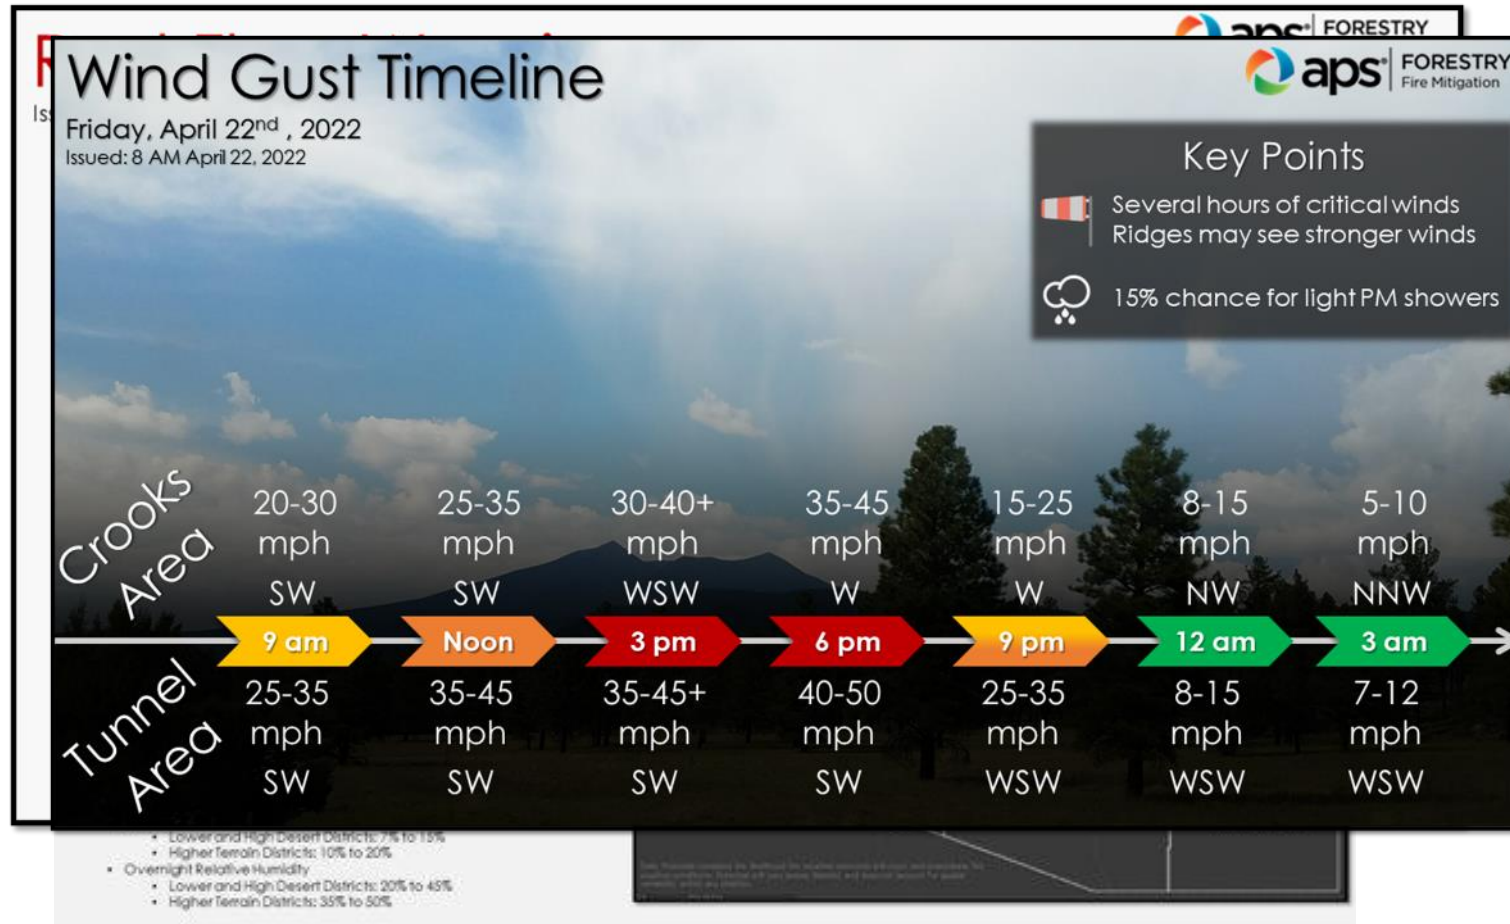 FORESTRY
Iss
Wind Gust Timeline
Friday, April 22nd , 2022
Issued: 8 AM April 22, 2022
aps FORESTRY
Fire Mitigation
Key Points
Several hours of critical winds
Ridges may see stronger winds
15% chance for light PM showers
Crooks
Area
20-30 25-35 30-40+ 35-45 15-25 8-15 5-10
mph mph mph mph mph mph mph
SW SW WSW W W NW NNW
9 am Noon 3 pm 6 pm 9 pm 12 am 3 am
Tunnel
Area
25-35 35-45 35-45+ 40-50 25-35 8-15 7-12
mph mph mph mph mph mph mph
SW SW SW SW WSW WSW WSW
• Lower and High Desert Districts: 7% to 15%
• Higher Terrain Districts: 10% to 20%
• Overnight Relative Humidity
• Lower and High Desert Districts: 20% to 45%
• Higher Terrain Districts: 35% to 50%